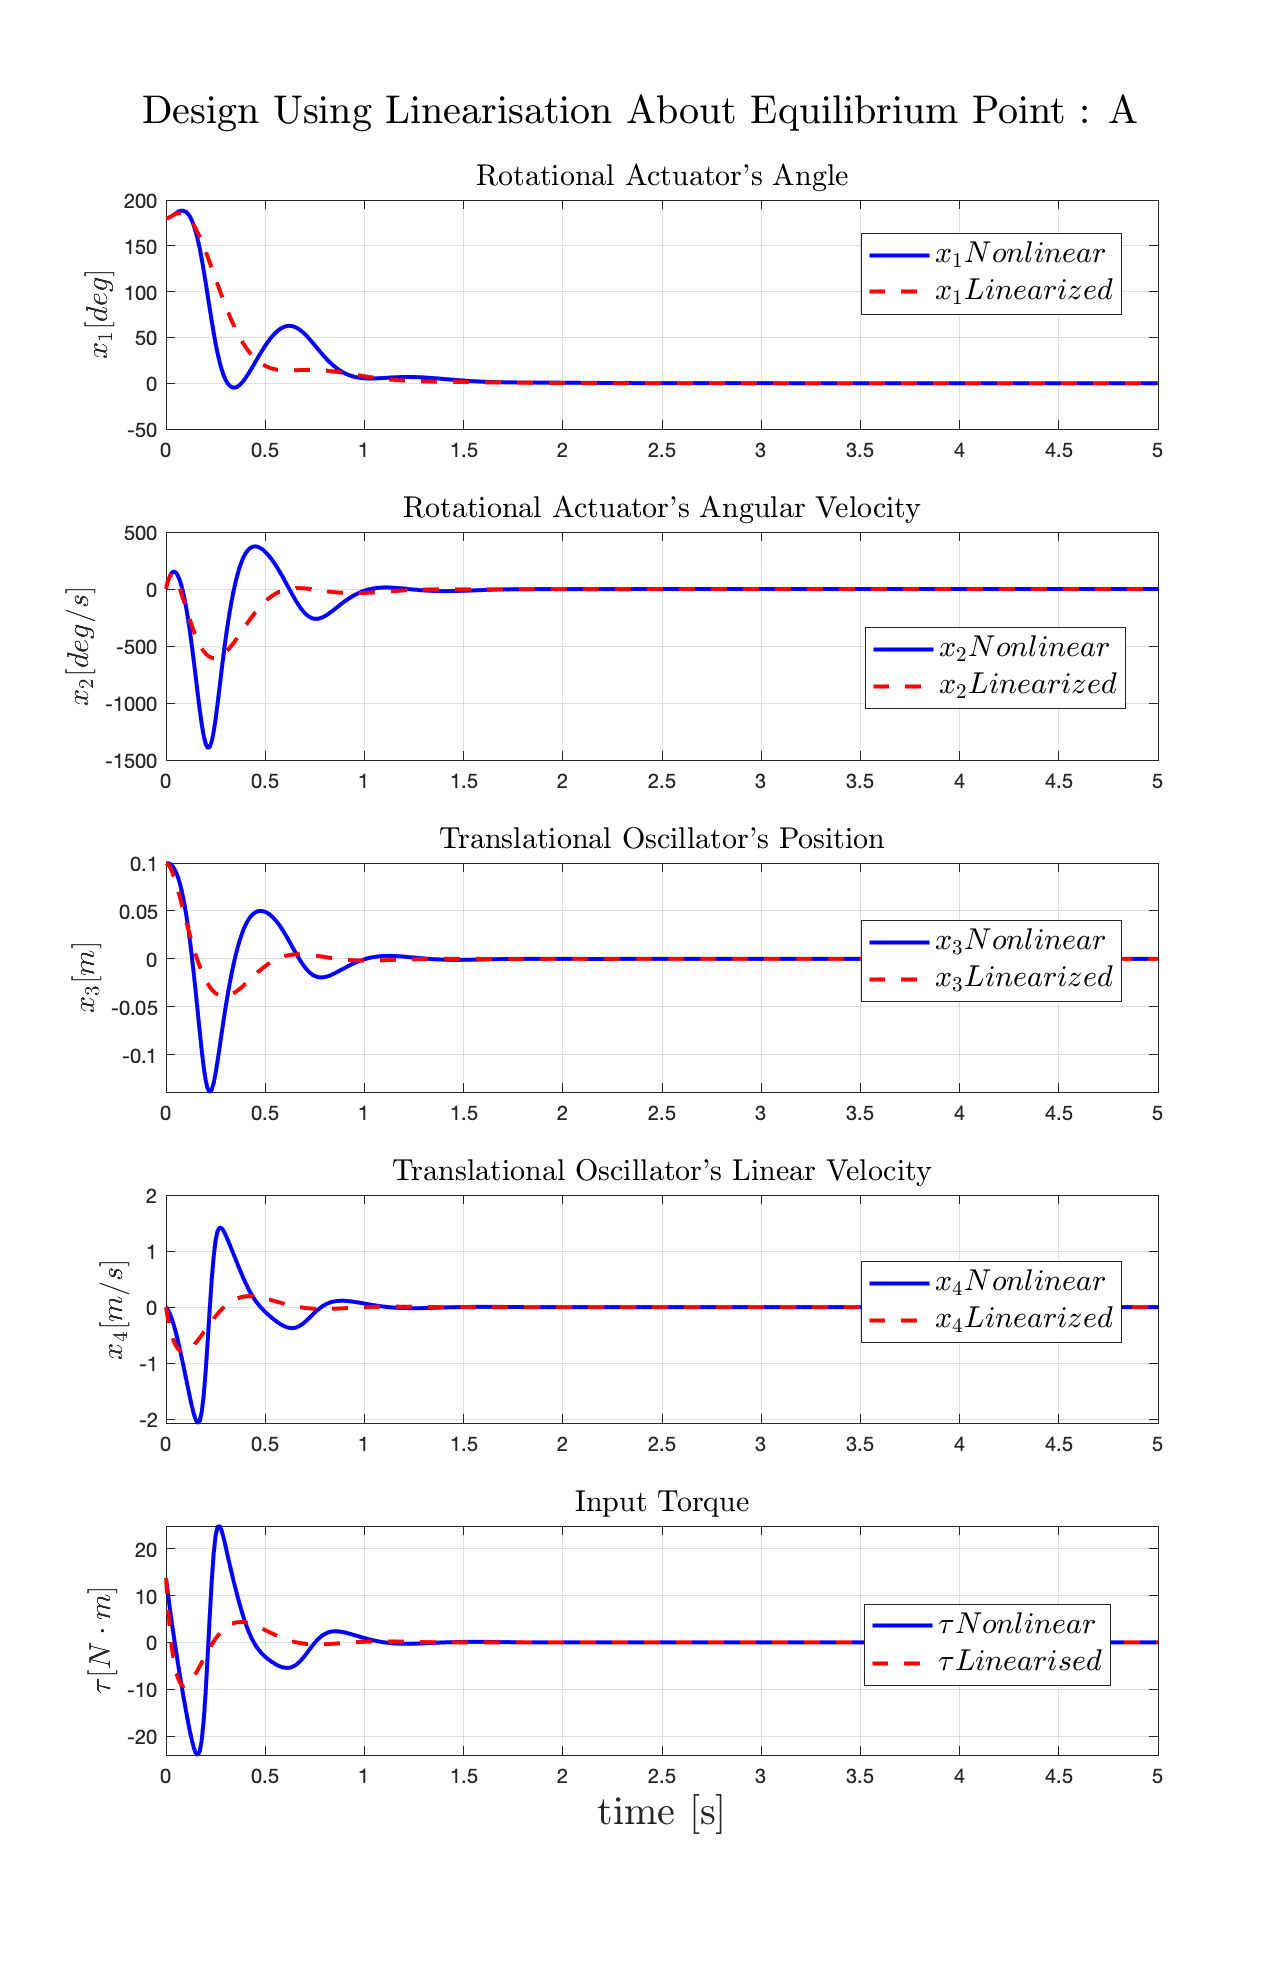 Design Using Linearisation About Equilibrium Point : A
Rotational Actuator's Angle
200
150
100
50
0
-50
x₁[deg]
x₁Nonlinear
x₁Linearized
0 0.5 1 1.5 2 2.5 3 3.5 4 4.5 5
Rotational Actuator's Angular Velocity
500
0
-500
-1000
-1500
x₂[deg/s]
x₂Nonlinear
x₂Linearized
0 0.5 1 1.5 2 2.5 3 3.5 4 4.5 5
Translational Oscillator's Position
0.1
0.05
0
-0.05
-0.1
x₃[m]
x₃Nonlinear
x₃Linearized
0 0.5 1 1.5 2 2.5 3 3.5 4 4.5 5
Translational Oscillator's Linear Velocity
2
1
0
-1
-2
x₄[m/s]
x₄Nonlinear
x₄Linearized
0 0.5 1 1.5 2 2.5 3 3.5 4 4.5 5
Input Torque
20
10
0
-10
-20
τ[N · m]
τNonlinear
τLinearised
0 0.5 1 1.5 2 2.5 3 3.5 4 4.5 5
time [s]